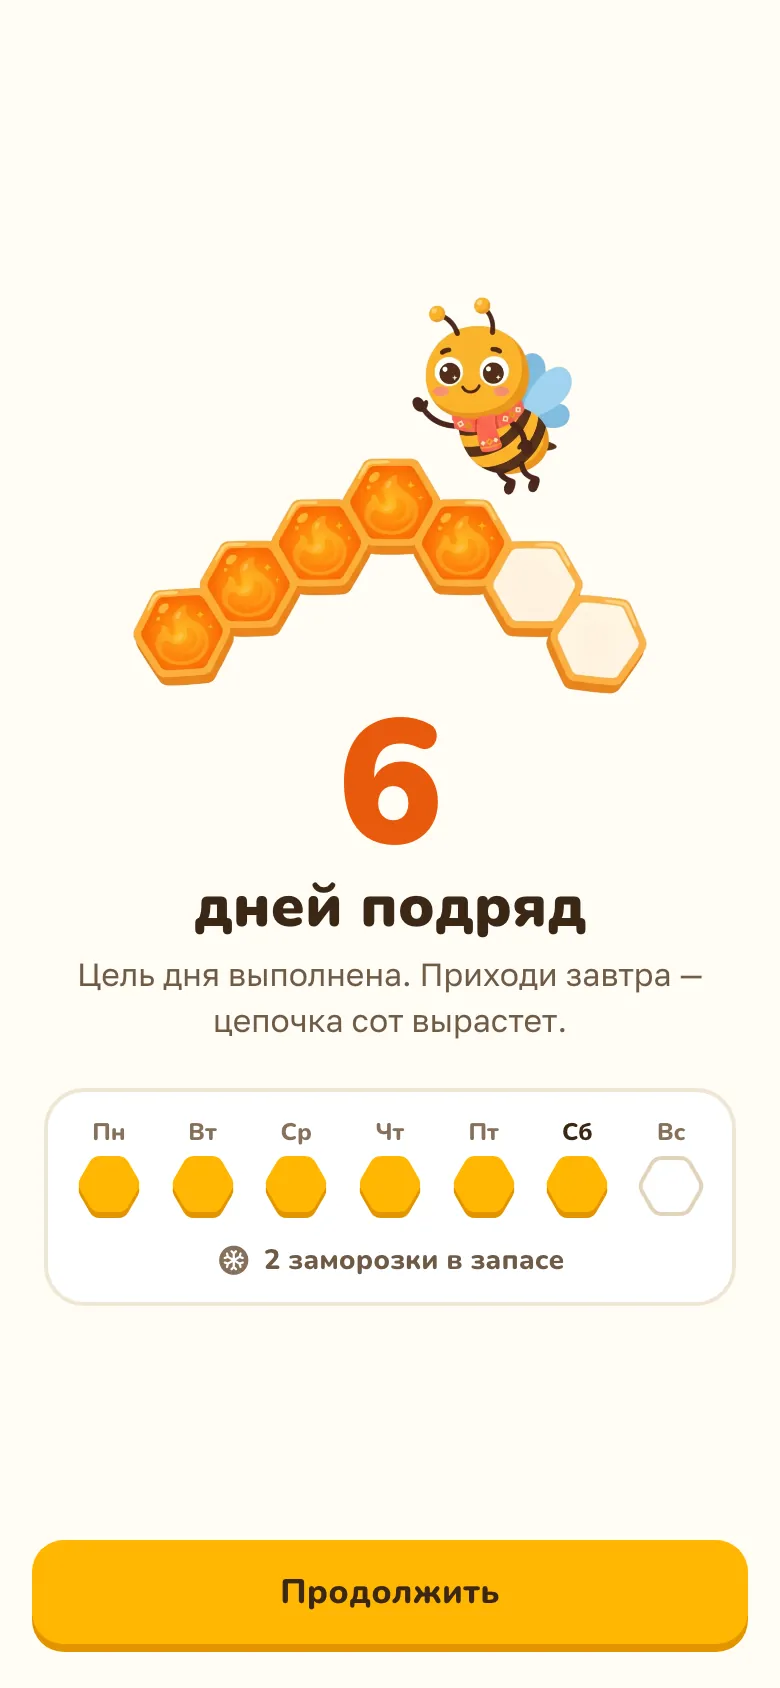 6
дней подряд
Цель дня выполнена. Приходи завтра —
цепочка сот вырастет.
Пн Вт Ср Чт Пт Сб Вс
2 заморозки в запасе
Продолжить